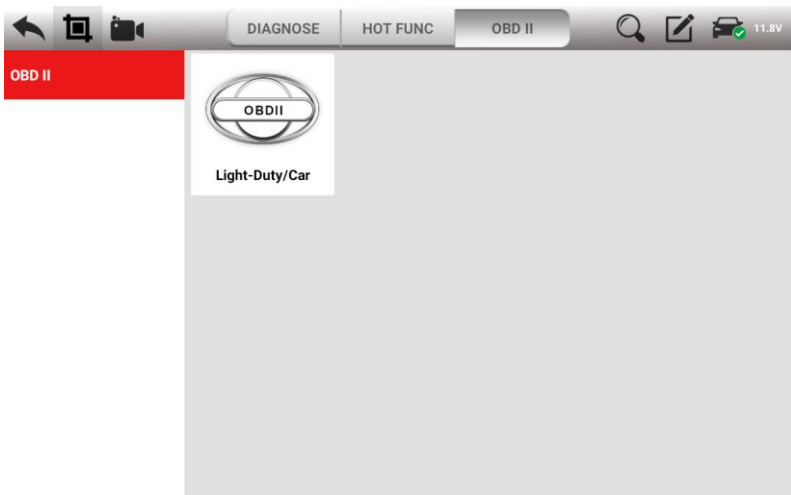 DIAGNOSE
HOT FUNC
OBD II
11.8V
OBD II
OBDII
Light-Duty/Car